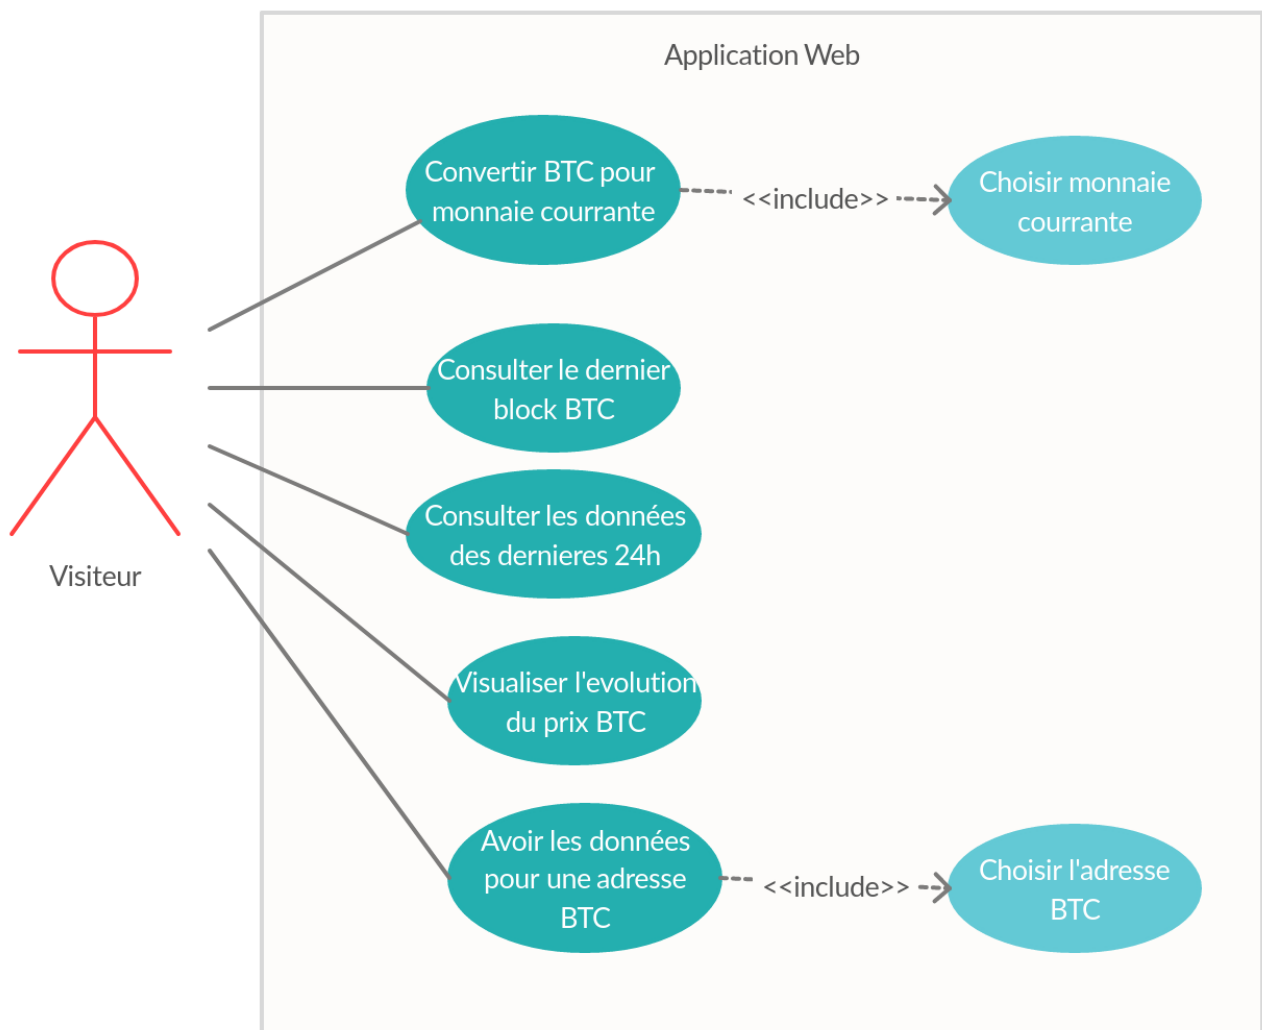 Application Web
Convertir BTC pour
monnaie courrante
<<include>>
Choisir monnaie
courrante
Consulter le dernier
block BTC
Consulter les données
des dernieres 24h
Visiteur
Visualiser l'evolution
du prix BTC
Avoir les données
pour une adresse
BTC
<<include>>
Choisir l'adresse
BTC